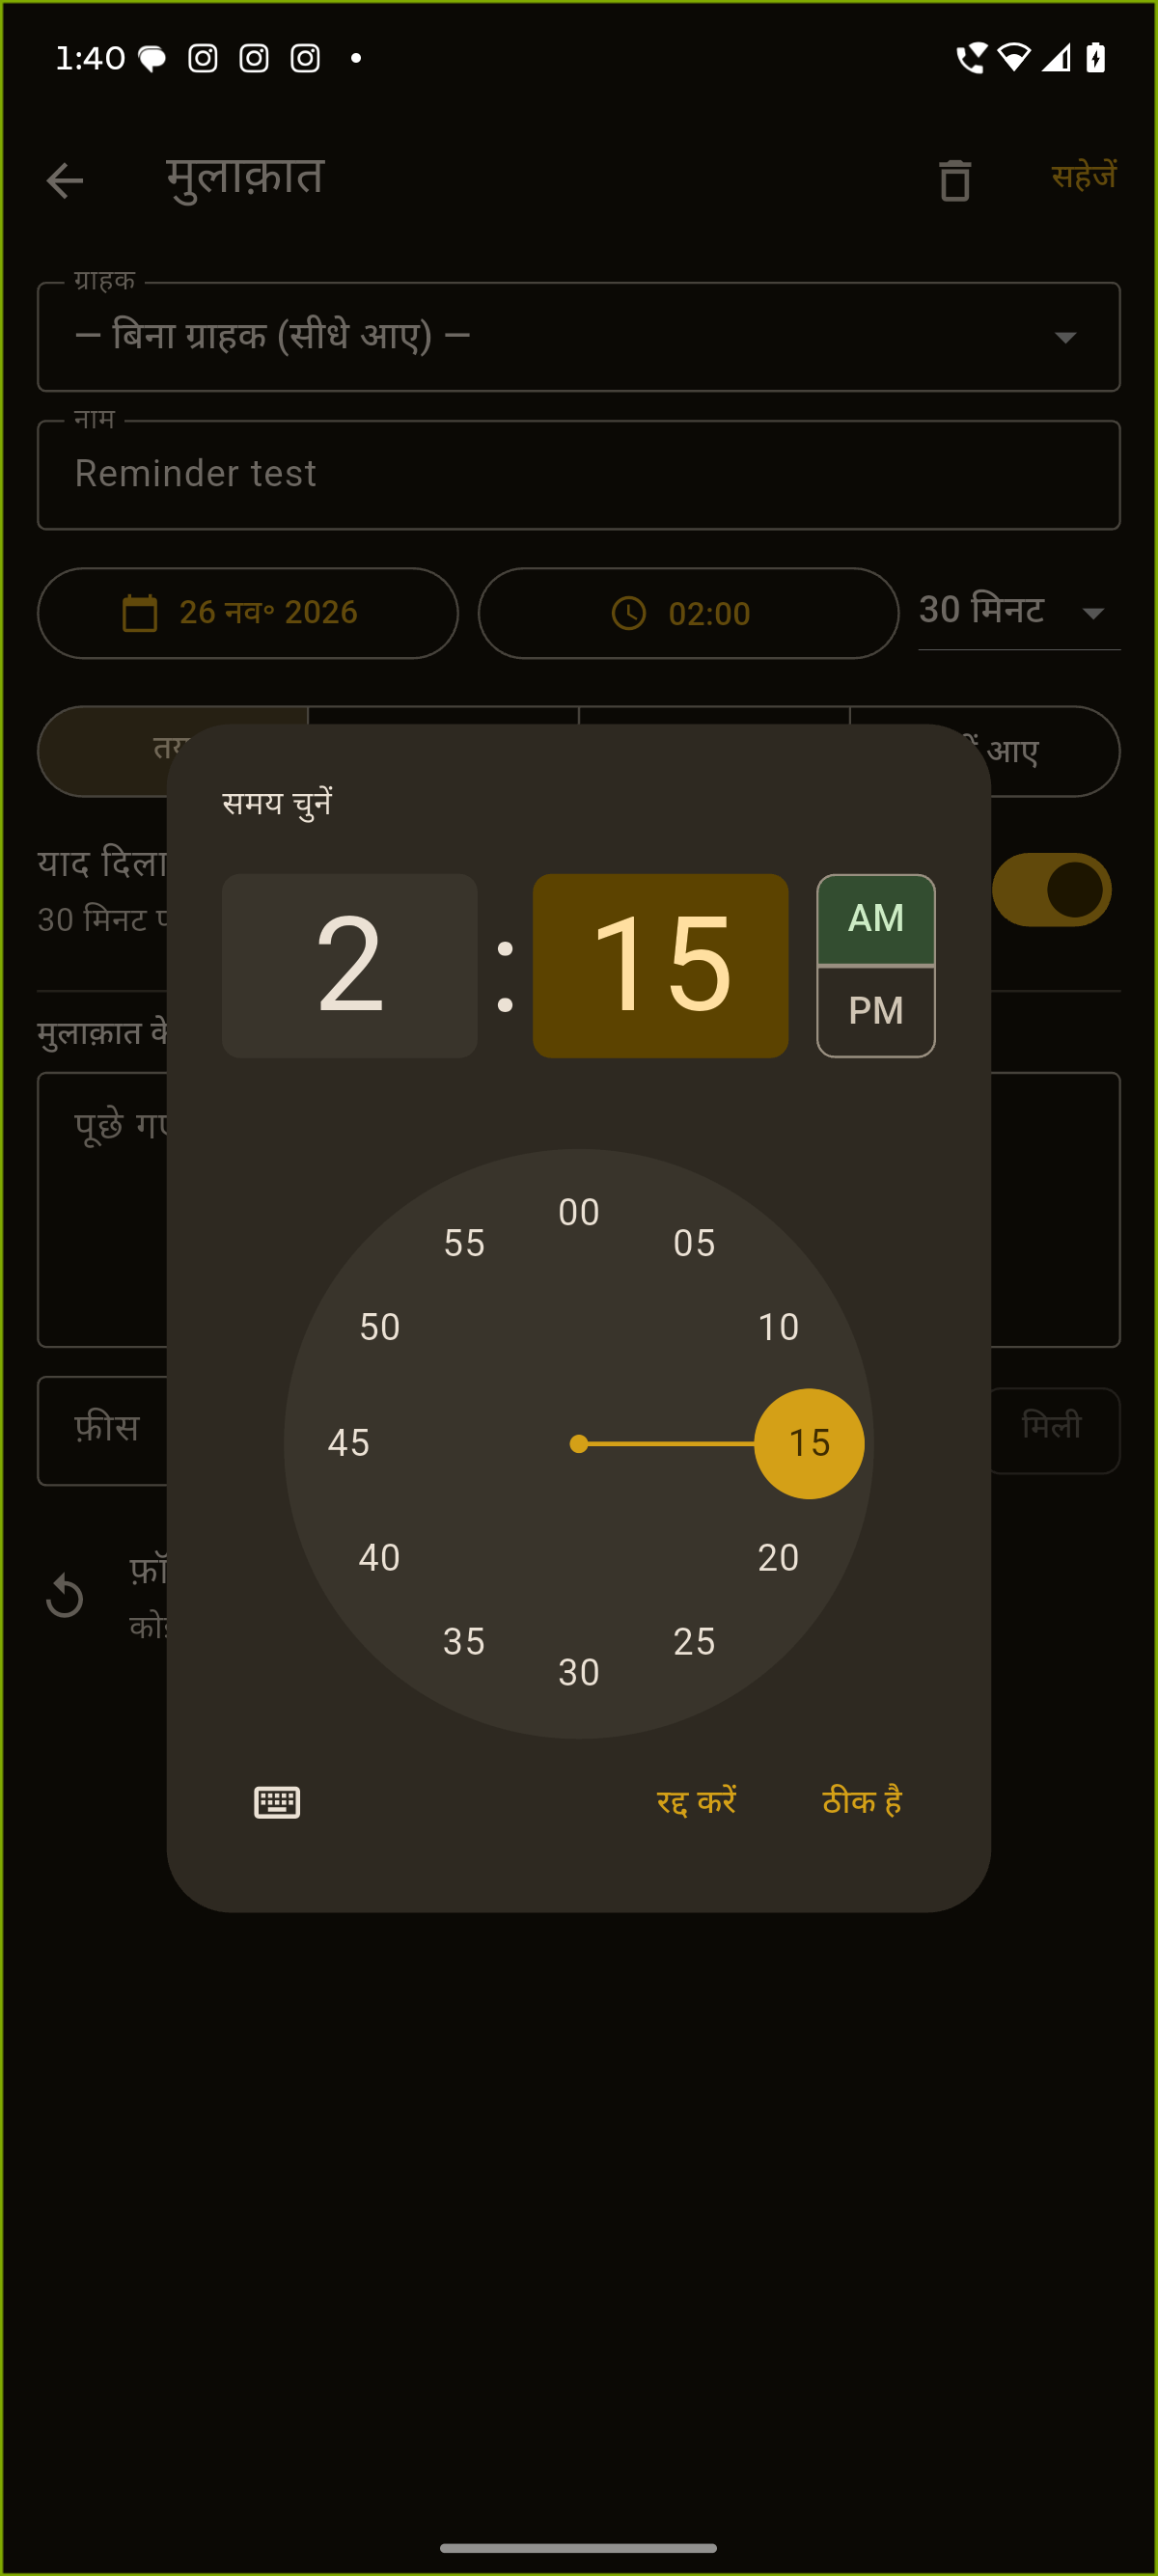 1:40
मुलाक़ात
सहेजें
ग्राहक
— बिना ग्राहक (सीधे आए) —
नाम
Reminder test
26 नव॰ 2026
02:00
30 मिनट
आए
समय चुनें
याद दिला
30 मिनट
2 : 15
AM
PM
मुलाक़ात के
पूछे
00
05
10
15
20
25
30
35
40
45
50
55
फ़ीस
मिली
रद्द करें
ठीक है